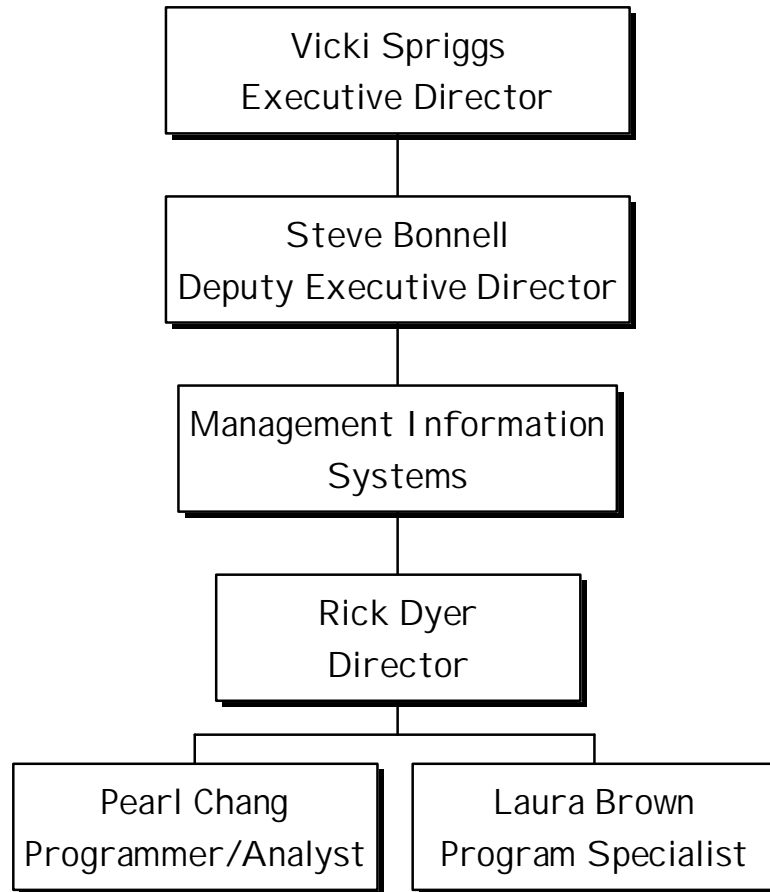 Vicki Spriggs
Executive Director
Steve Bonnell
Deputy Executive Director
Management Information
Systems
Rick Dyer
Director
Pearl Chang
Programmer/Analyst
Laura Brown
Program Specialist